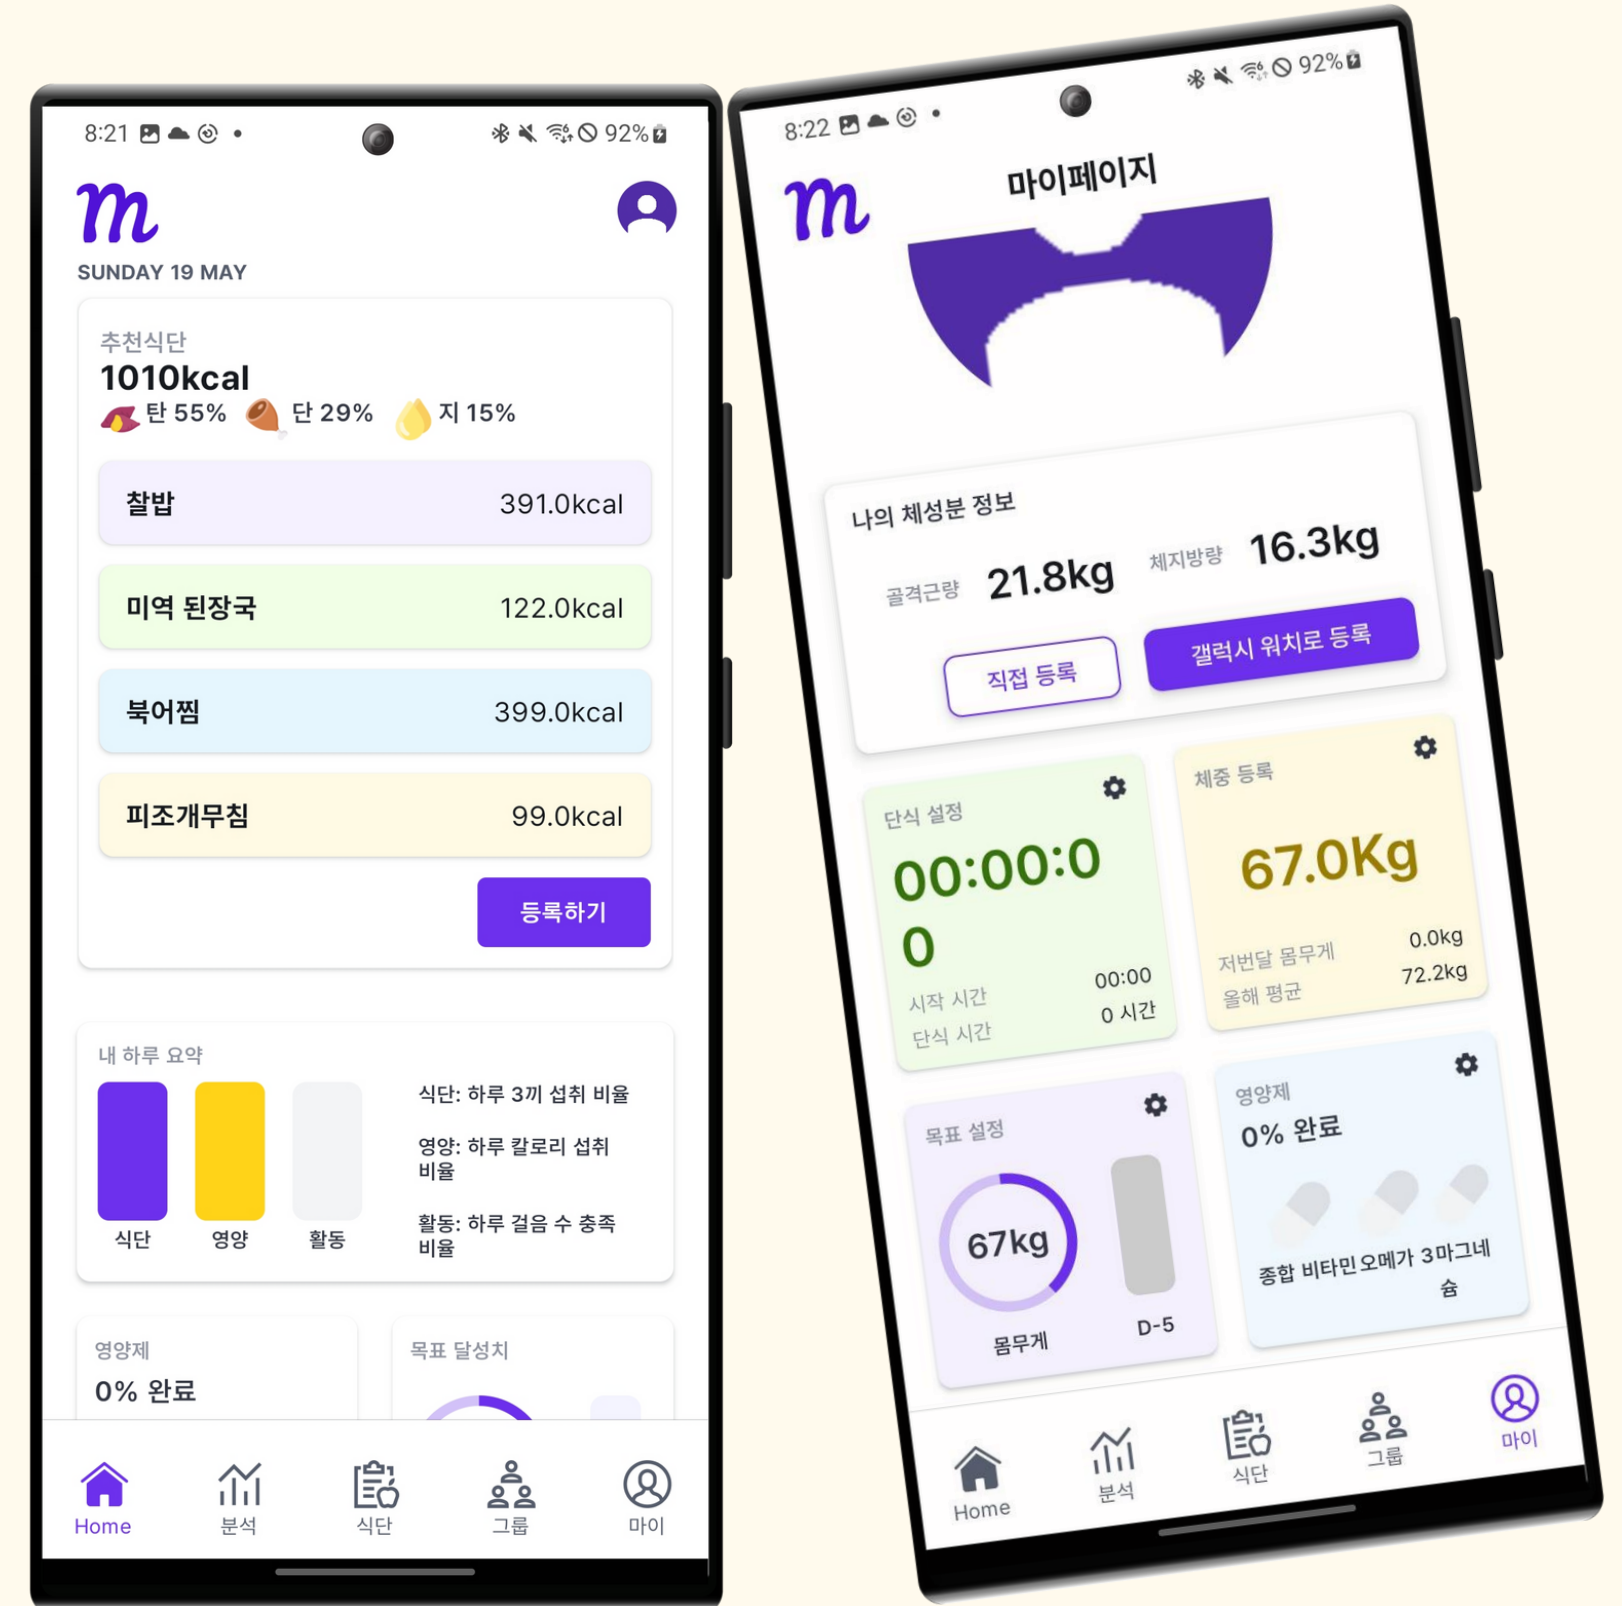 8:21
92%
m
SUNDAY 19 MAY
추천식단
1010kcal
탄 55% 단 29% 지 15%
찰밥 391.0kcal
미역 된장국 122.0kcal
북어찜 399.0kcal
피조개무침 99.0kcal
등록하기
내 하루 요약
식단 영양 활동
식단: 하루 3끼 섭취 비율
영양: 하루 칼로리 섭취
비율
활동: 하루 걸음 수 충족
비율
영양제
0% 완료
목표 달성치
Home 분석 식단 그룹 마이
8:22
92%
m
마이페이지
나의 체성분 정보
골격근량 21.8kg 체지방량 16.3kg
직접 등록 갤럭시 워치로 등록
단식 설정
00:00:0
0
시작 시간 00:00
단식 시간 0 시간
체중 등록
67.0Kg
저번달 몸무게 0.0kg
올해 평균 72.2kg
목표 설정
67kg
몸무게 D-5
영양제
0% 완료
종합 비타민 오메가 3 마그네
슘
Home 분석 식단 그룹 마이